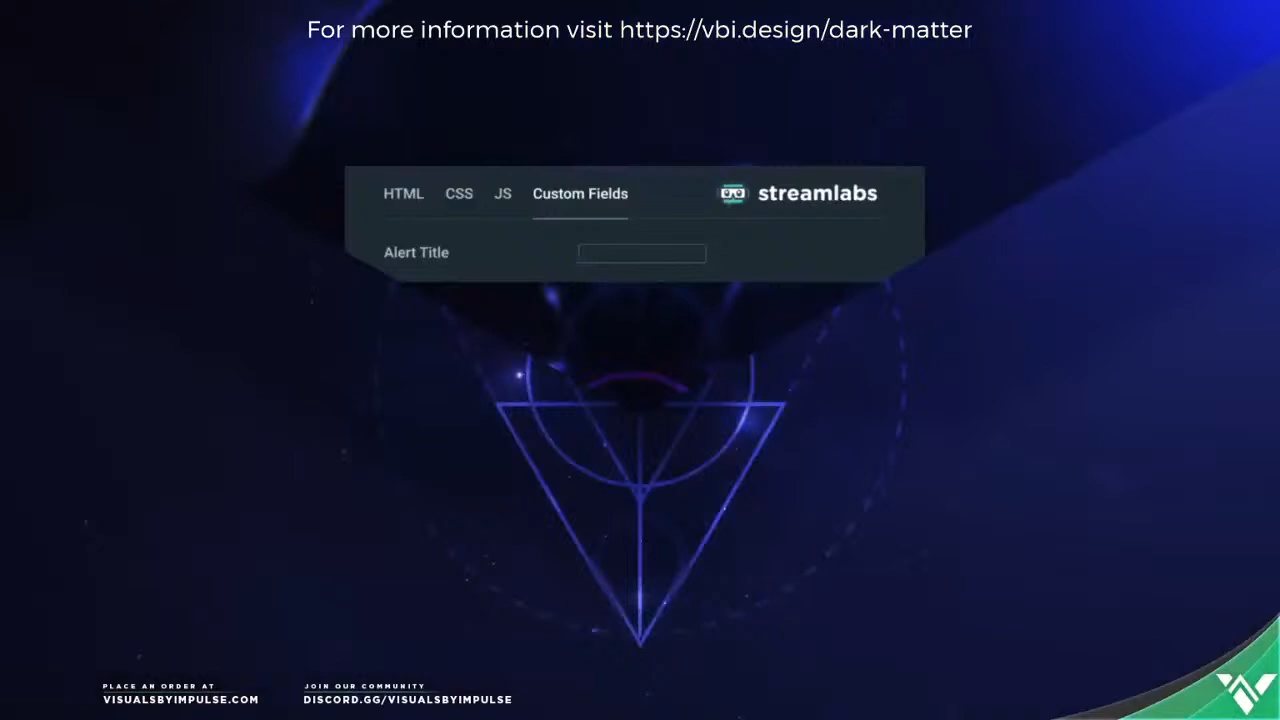 For more information visit https://vbi.design/dark-matter
HTML CSS JS Custom Fields streamlabs
Alert Title
PLACE AN ORDER AT
VISUALSBYIMPULSE.COM
JOIN OUR COMMUNITY
DISCORD.GG/VISUALSBYIMPULSE